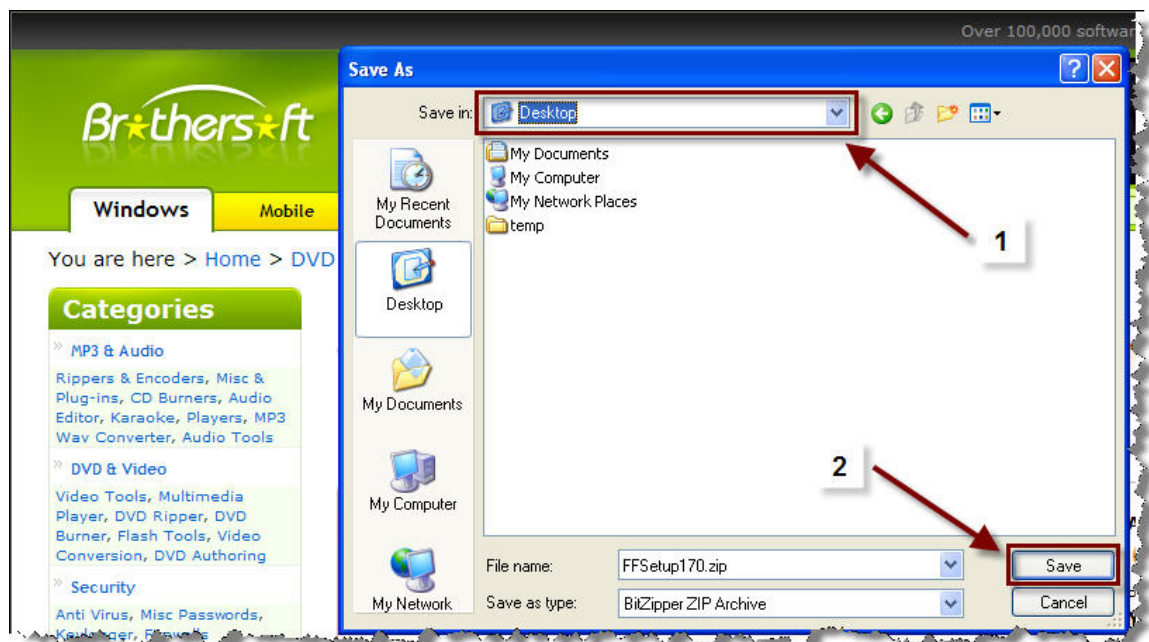 Over 100,000 softwar
Brothersoft
Windows
Mobile
You are here > Home > DVD
Categories
» MP3 & Audio
Rippers & Encoders, Misc &
Plug-ins, CD Burners, Audio
Editor, Karaoke, Players, MP3
Wav Converter, Audio Tools
» DVD & Video
Video Tools, Multimedia
Player, DVD Ripper, DVD
Burner, Flash Tools, Video
Conversion, DVD Authoring
» Security
Anti Virus, Misc Passwords,
Save As
?
Save in:
Desktop
My Recent
Documents
Desktop
My Documents
My Computer
My Network
My Documents
My Computer
My Network Places
temp
1
2
File name:
FFSetup170.zip
Save
Save as type:
BitZipper ZIP Archive
Cancel